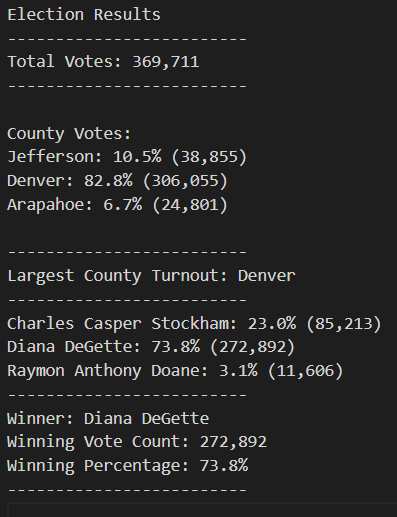 Election Results
-------------------------
Total Votes: 369,711
-------------------------
County Votes:
Jefferson: 10.5% (38,855)
Denver: 82.8% (306,055)
Arapahoe: 6.7% (24,801)
-------------------------
Largest County Turnout: Denver
-------------------------
Charles Casper Stockham: 23.0% (85,213)
Diana DeGette: 73.8% (272,892)
Raymon Anthony Doane: 3.1% (11,606)
-------------------------
Winner: Diana DeGette
Winning Vote Count: 272,892
Winning Percentage: 73.8%
-------------------------